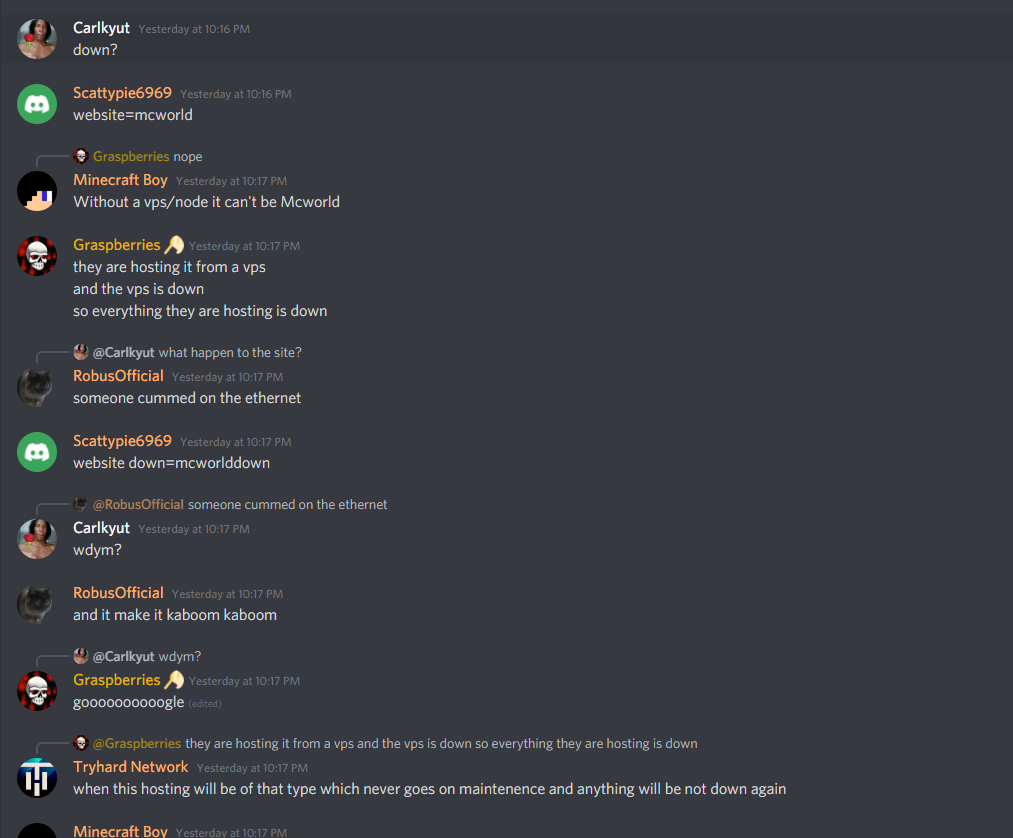 Carlkyut Yesterday at 10:16 PM
down?
Scattypie6969 Yesterday at 10:16 PM
website=mcworld
Graspberries nope
Minecraft Boy Yesterday at 10:17 PM
Without a vps/node it can't be Mcworld
Graspberries Yesterday at 10:17 PM
they are hosting it from a vps
and the vps is down
so everything they are hosting is down
@Carlkyut what happen to the site?
RobusOfficial Yesterday at 10:17 PM
someone cummed on the ethernet
Scattypie6969 Yesterday at 10:17 PM
website down=mcworlddown
@RobusOfficial someone cummed on the ethernet
Carlkyut Yesterday at 10:17 PM
wdym?
RobusOfficial Yesterday at 10:17 PM
and it make it kaboom kaboom
@Carlkyut wdym?
Graspberries Yesterday at 10:17 PM
goooooooooogle (edited)
@Graspberries they are hosting it from a vps and the vps is down so everything they are hosting is down
Tryhard Network Yesterday at 10:17 PM
when this hosting will be of that type which never goes on maintenence and anything will be not down again
Minecraft Boy Yesterday at 10:17 PM